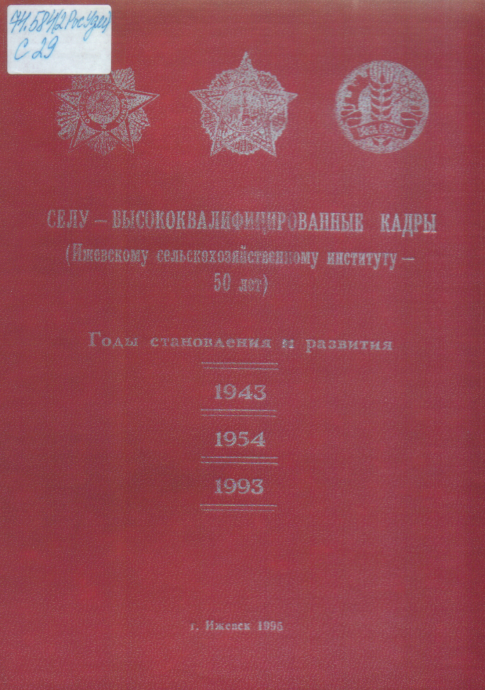 С 29
СЕЛУ — ВЫСОКОКВАЛИФИЦИРОВАННЫЕ КАДРЫ
(Ижевскому сельскохозяйственному институту —
50 лет)
Годы становления и развития
1943
1954
1993
г. Ижевск 1995